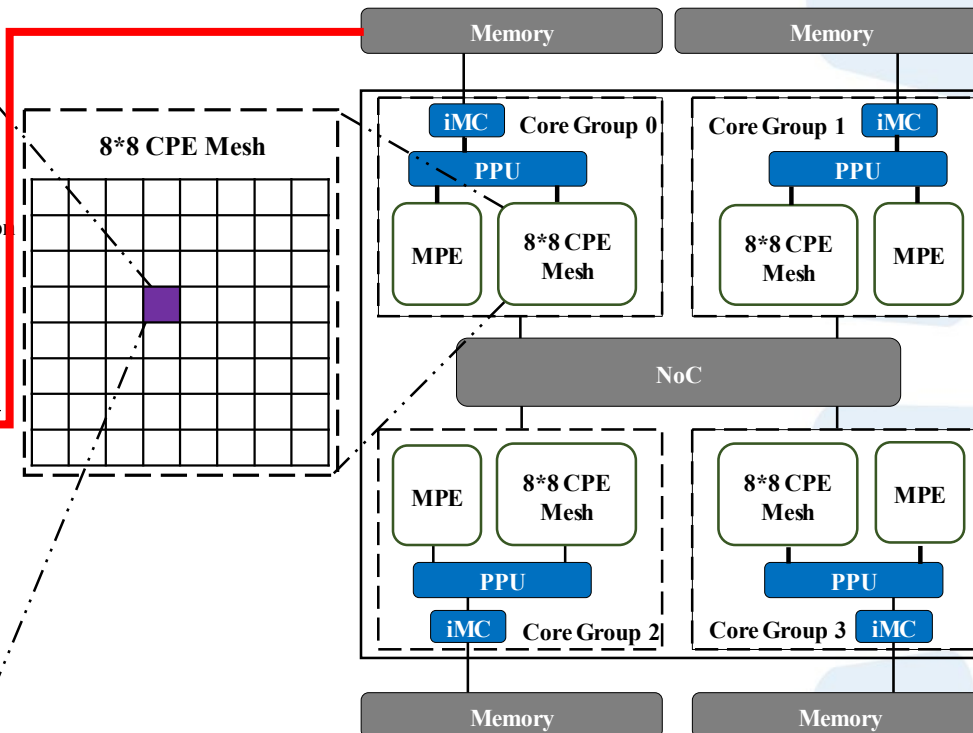 Memory
Memory
iMC
Core Group 0
Core Group 1
iMC
8*8 CPE Mesh
PPU
PPU
MPE
8*8 CPE
Mesh
8*8 CPE
Mesh
MPE
NoC
MPE
8*8 CPE
Mesh
8*8 CPE
Mesh
MPE
PPU
PPU
iMC
Core Group 2
Core Group 3
iMC
Memory
Memory